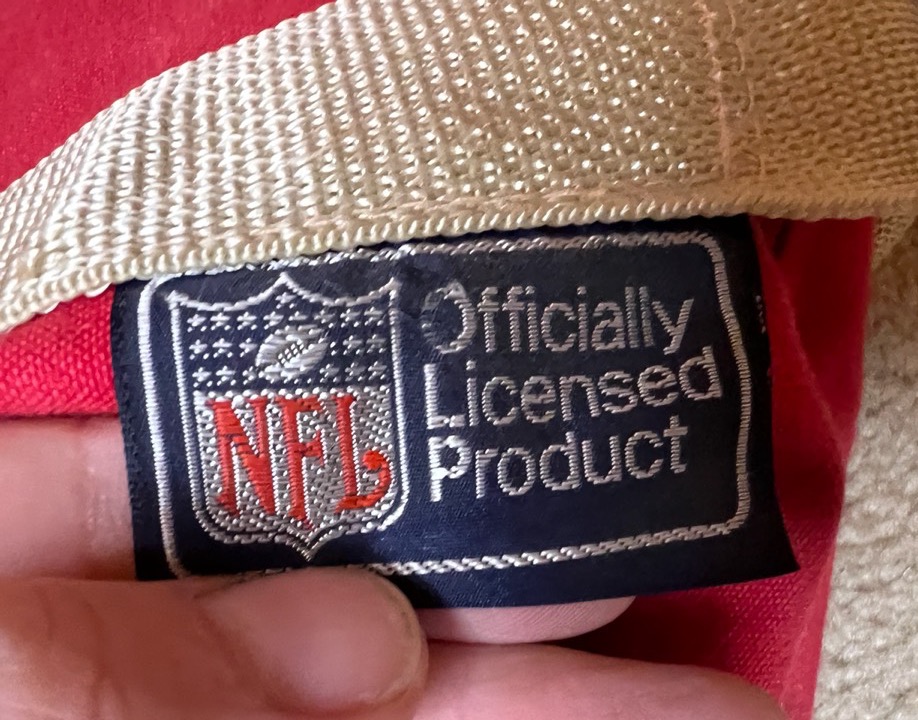 NFL
Officially
Licensed
Product